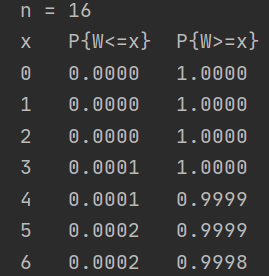 n = 16
x P{W<=x} P{W>=x}
0 0.0000 1.0000
1 0.0000 1.0000
2 0.0000 1.0000
3 0.0001 1.0000
4 0.0001 0.9999
5 0.0002 0.9999
6 0.0002 0.9998